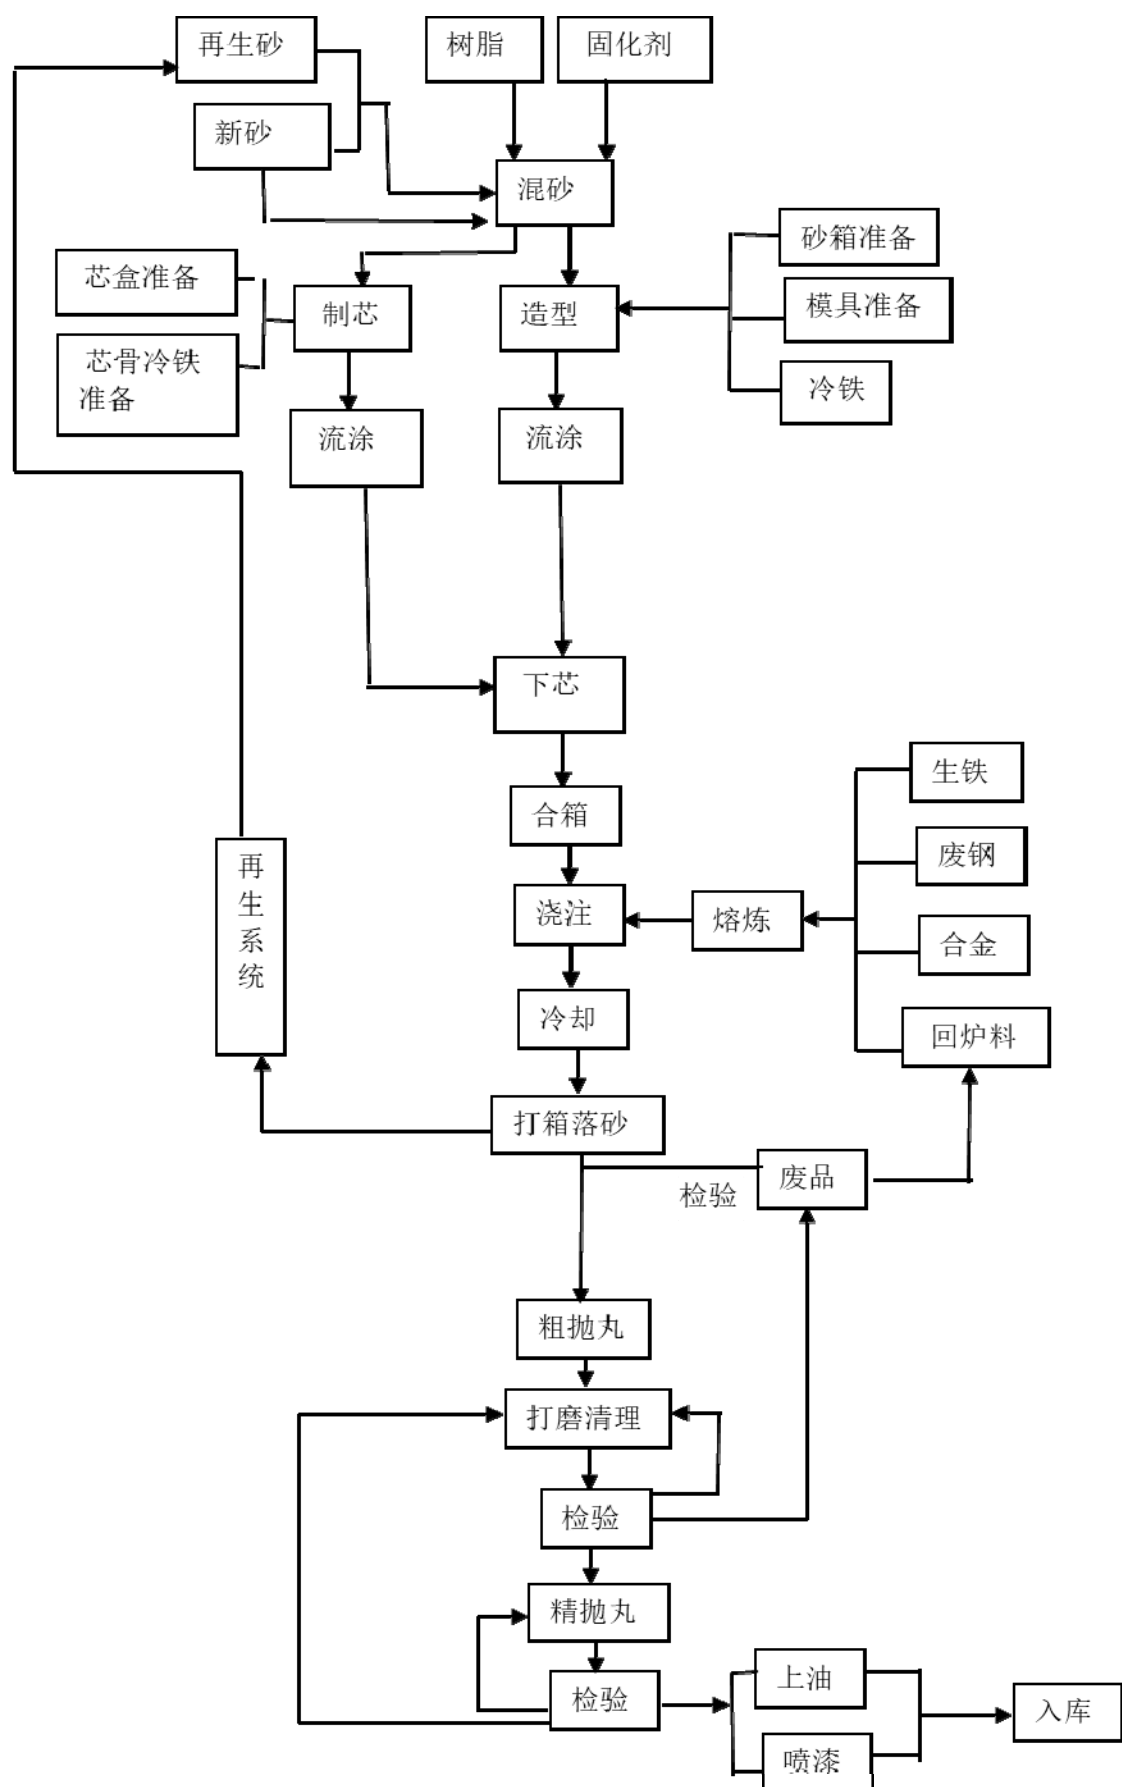 再生砂
树脂
固化剂
新砂
混砂
砂箱准备
芯盒准备
制芯
造型
模具准备
芯骨冷铁
准备
冷铁
流涂
流涂
下芯
生铁
合箱
废钢
再
生
系
统
浇注
熔炼
合金
冷却
回炉料
打箱落砂
废品
检验
粗抛丸
打磨清理
检验
精抛丸
上油
检验
入库
喷漆